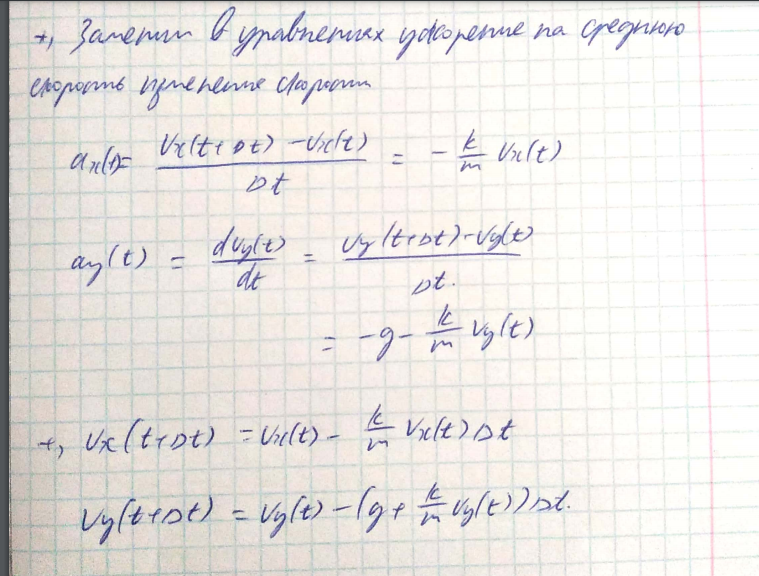 +, Заменим в уравнениях ускорение на среднюю
скорость изменения скорости
ax(t)= (Vx(t+Δt) - Vx(t)) / Δt = - k/m Vx(t)
ay(t) = dVy(t)/dt = (Vy(t+Δt) - Vy(t)) / Δt.
= -g - k/m Vy(t)
+, Vx(t+Δt) = Vx(t) - k/m Vx(t) Δt
Vy(t+Δt) = Vy(t) - (g + k/m Vy(t)) Δt.